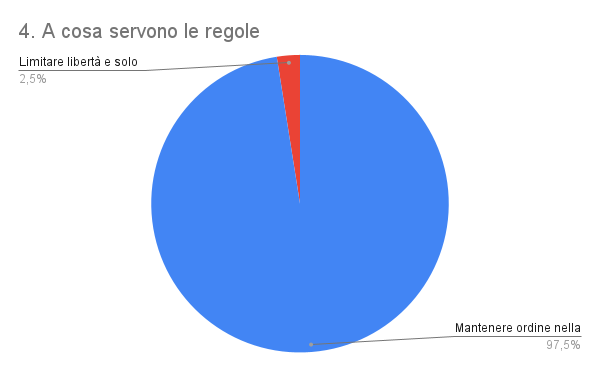 4. A cosa servono le regole
Limitare libertà e solo
2,5%
Mantenere ordine nella
97,5%